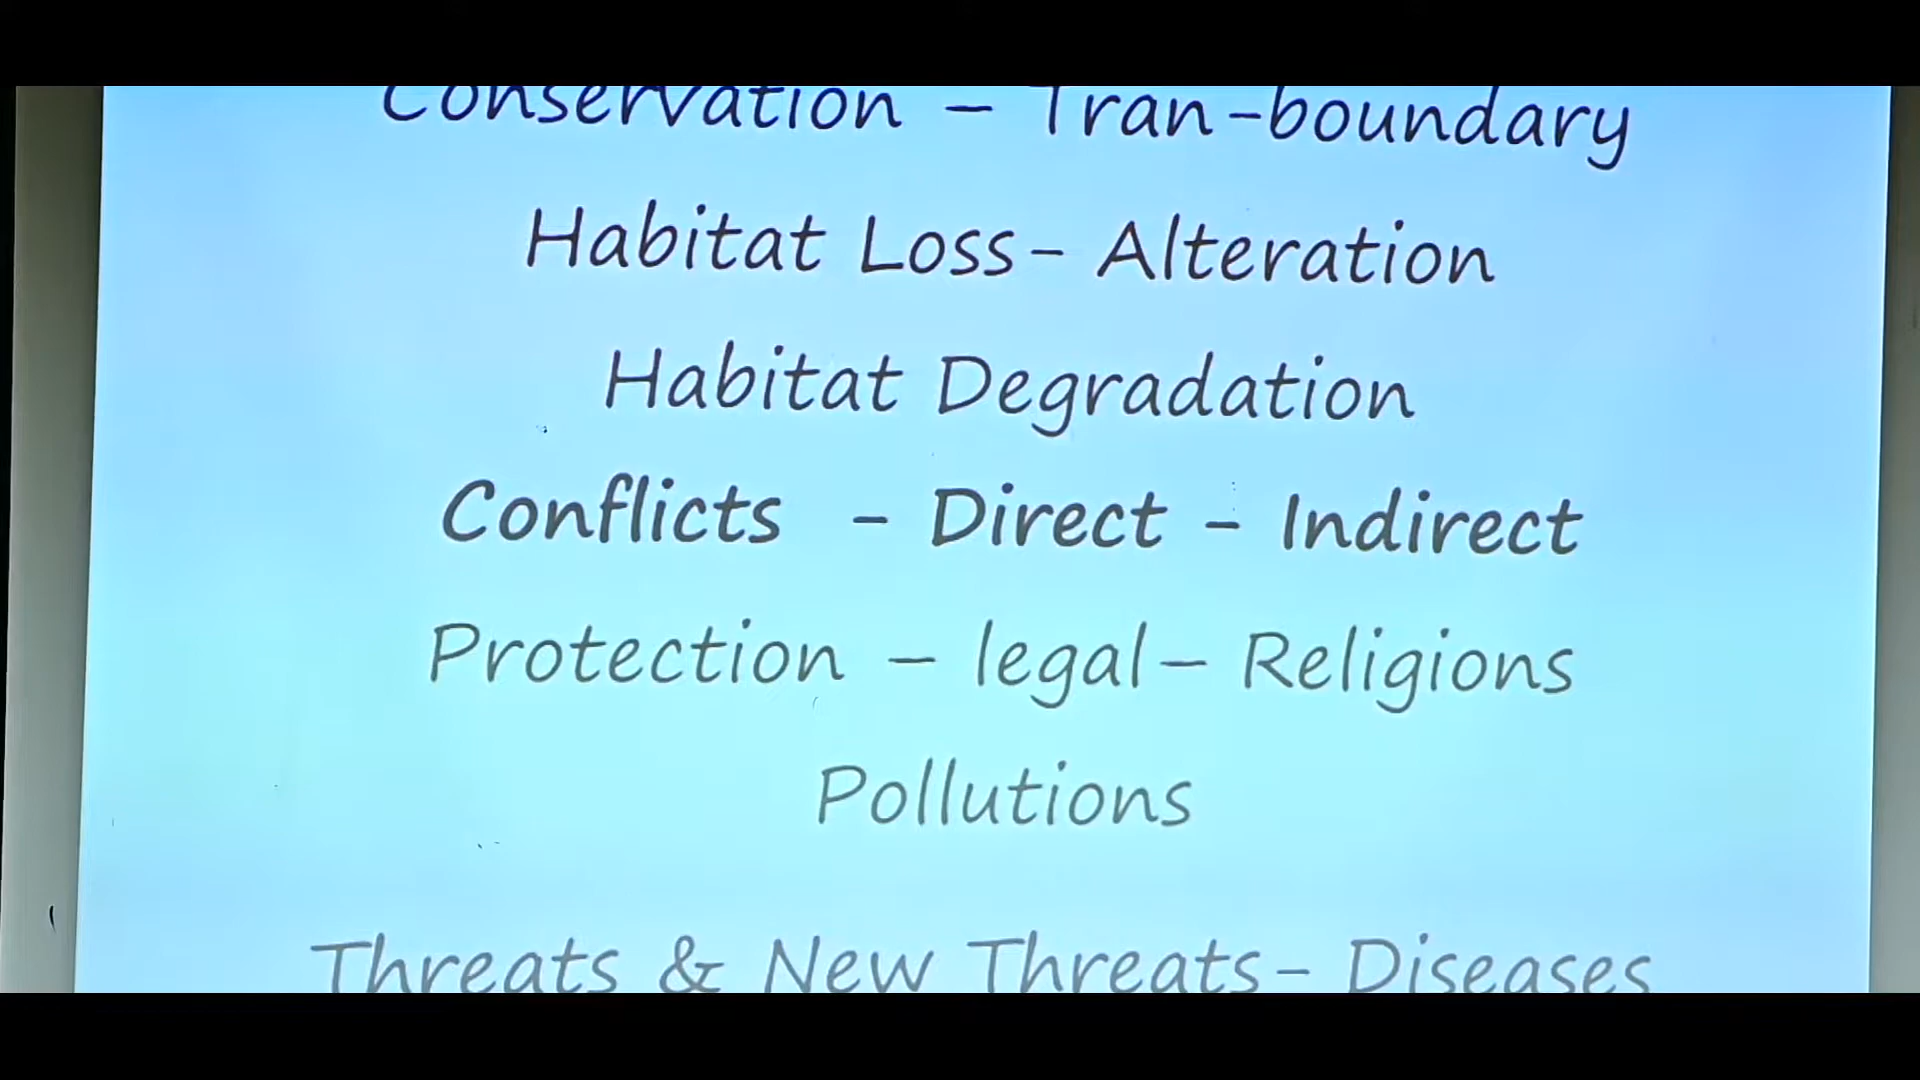 Conservation – Tran-boundary
Habitat Loss- Alteration
Habitat Degradation
Conflicts - Direct - Indirect
Protection – legal– Religions
Pollutions
Threats & New Threats- Diseases